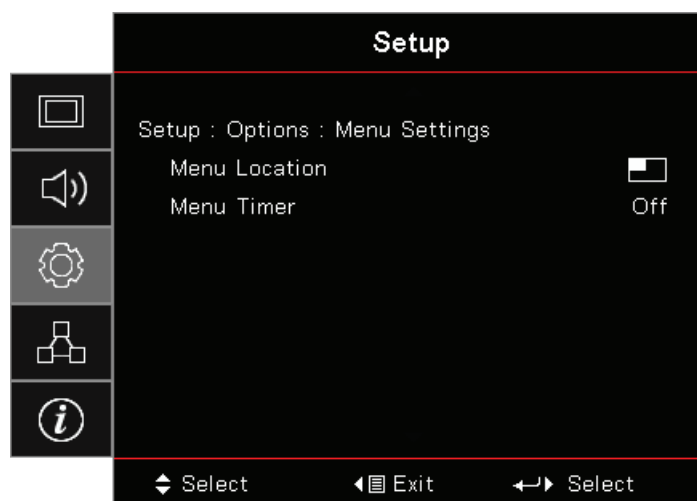 Setup
Setup : Options : Menu Settings
Menu Location
Menu Timer Off
Select Exit Select